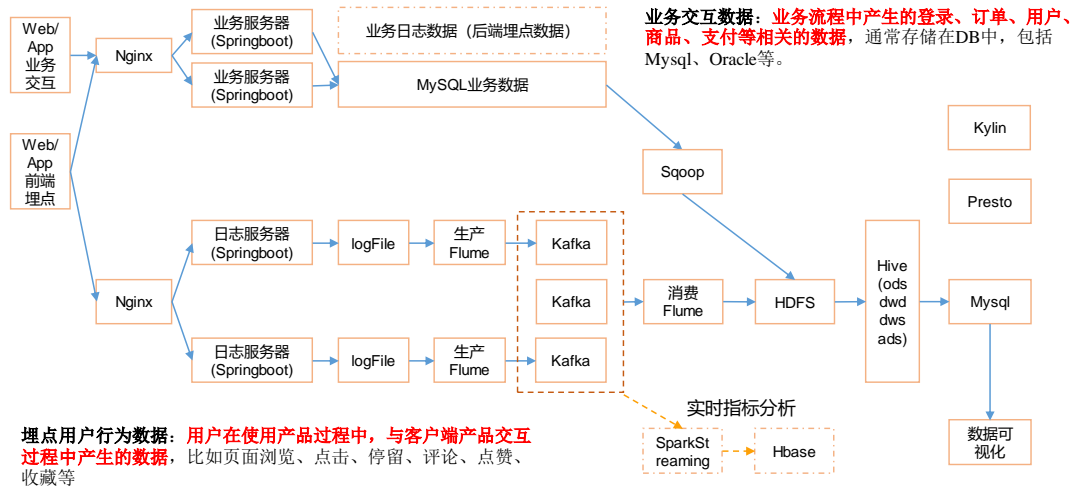 Web/
App
业务
交互
Nginx
业务服务器
(Springboot)
业务服务器
(Springboot)
业务日志数据（后端埋点数据）
MySQL业务数据
业务交互数据：业务流程中产生的登录、订单、用户、
商品、支付等相关的数据，通常存储在DB中，包括
Mysql、Oracle等。
Web/
App
前端
埋点
Sqoop
Kylin
Presto
Nginx
日志服务器
(Springboot)
logFile
生产
Flume
Kafka
Kafka
消费
Flume
HDFS
Hive
(ods
dwd
dws
ads)
Mysql
日志服务器
(Springboot)
logFile
生产
Flume
Kafka
实时指标分析
SparkSt
reaming
Hbase
数据可
视化
埋点用户行为数据：用户在使用产品过程中，与客户端产品交互
过程中产生的数据，比如页面浏览、点击、停留、评论、点赞、
收藏等